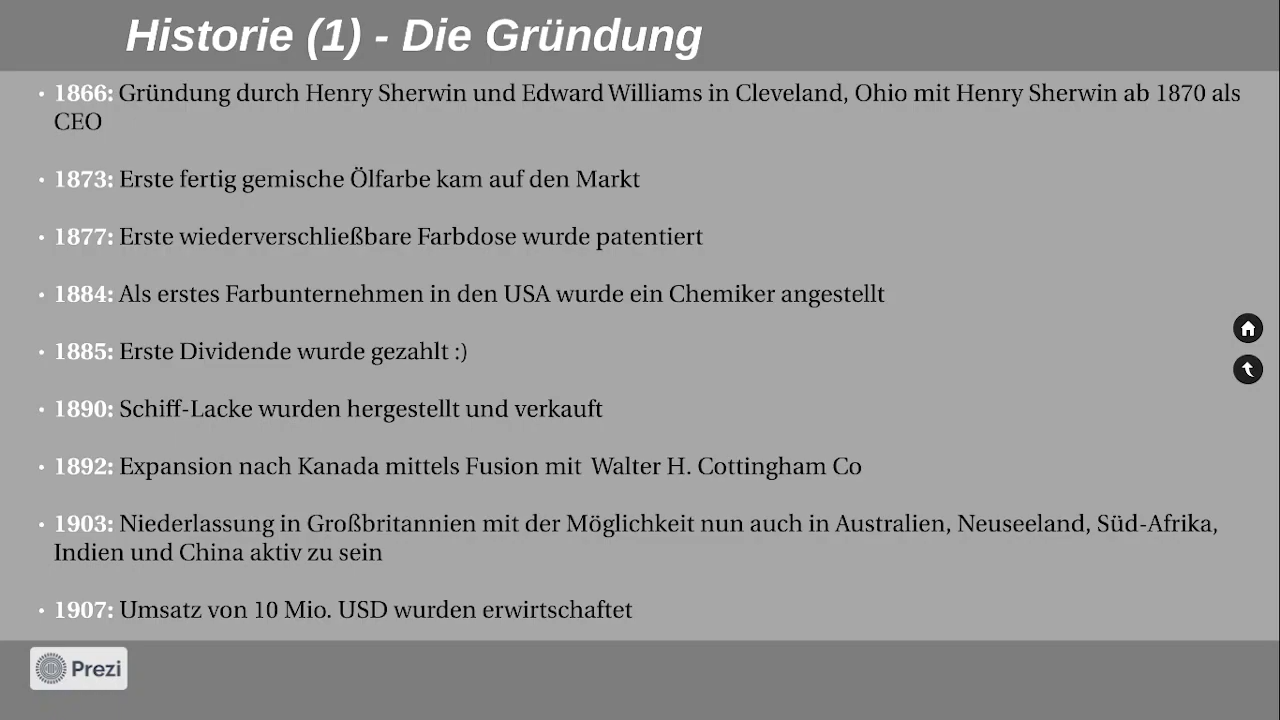 Historie (1) - Die Gründung
• 1866: Gründung durch Henry Sherwin und Edward Williams in Cleveland, Ohio mit Henry Sherwin ab 1870 als
CEO
• 1873: Erste fertig gemische Ölfarbe kam auf den Markt
• 1877: Erste wiederverschließbare Farbdose wurde patentiert
• 1884: Als erstes Farbunternehmen in den USA wurde ein Chemiker angestellt
• 1885: Erste Dividende wurde gezahlt :)
• 1890: Schiff-Lacke wurden hergestellt und verkauft
• 1892: Expansion nach Kanada mittels Fusion mit  Walter H. Cottingham Co
• 1903: Niederlassung in Großbritannien mit der Möglichkeit nun auch in Australien, Neuseeland, Süd-Afrika,
Indien und China aktiv zu sein
• 1907: Umsatz von 10 Mio. USD wurden erwirtschaftet
Prezi